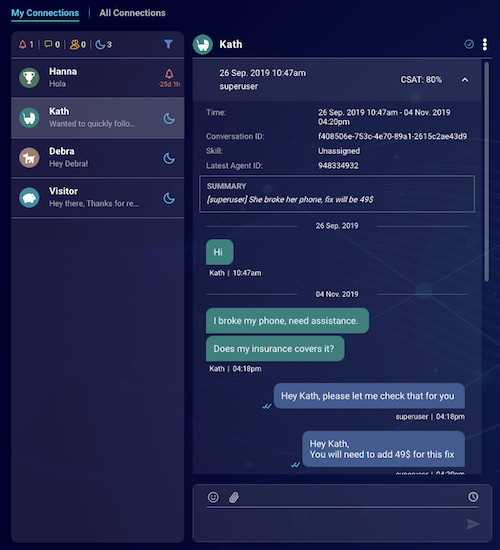 My Connections
All Connections
1 0 0 3
Hanna
Hola
-25d 1h
Kath
Wanted to quickly follo...
Debra
Hey Debra!
Visitor
Hey there, Thanks for re...
Kath
26 Sep. 2019 10:47am
superuser
CSAT: 80%
Time: 26 Sep. 2019 10:47am - 04 Nov. 2019
04:20pm
Conversation ID: f408506e-753c-4e70-89a1-2615c2ae43d9
Skill: Unassigned
Latest Agent ID: 948334932
SUMMARY
[superuser] She broke her phone, fix will be 49$
26 Sep. 2019
Hi
Kath | 10:47am
04 Nov. 2019
I broke my phone, need assistance.
Does my insurance covers it?
Kath | 04:18pm
Hey Kath, please let me check that for you
superuser | 04:18pm
Hey Kath,
You will need to add 49$ for this fix
superuser | 04:20pm